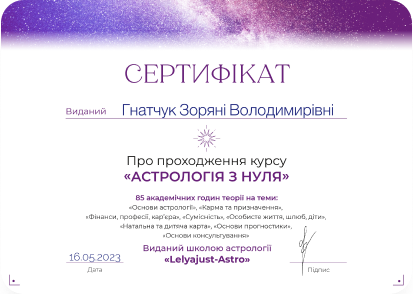 СЕРТИФІКАТ
Виданий Гнатчук Зоряні Володимирівні
Про проходження курсу
«АСТРОЛОГІЯ З НУЛЯ»
85 академічних годин теорії на теми:
«Основи астрології», «Карма та призначення»,
«Фінанси, професії, кар'єра», «Сумісність», «Особисте життя, шлюб, діти»,
«Натальна та дитяча карта», «Основи прогностики»,
«Основи консультування»
Виданий школою астрології
16.05.2023 «Lelyajust-Astro»
Дата Підпис